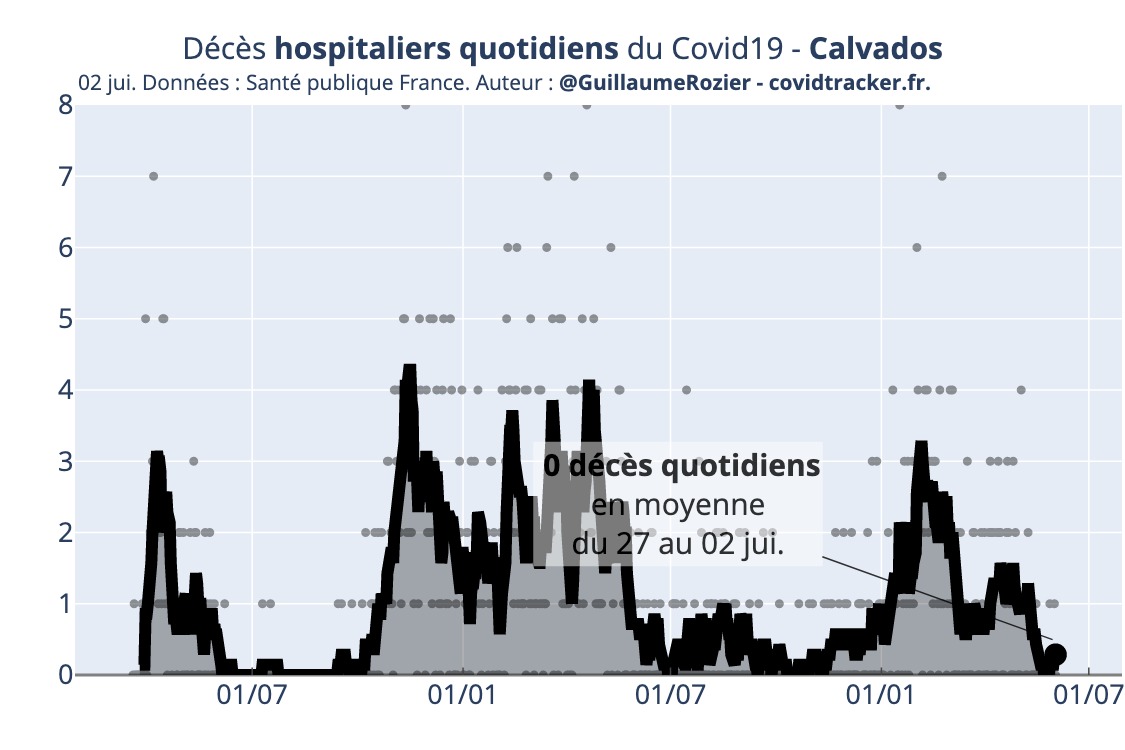 Décès hospitaliers quotidiens du Covid19 - Calvados
02 jui. Données : Santé publique France. Auteur : @GuillaumeRozier - covidtracker.fr.
8
7
6
5
4
3
2
1
0
0 décès quotidiens
en moyenne
du 27 au 02 jui.
01/07 01/01 01/07 01/01 01/07